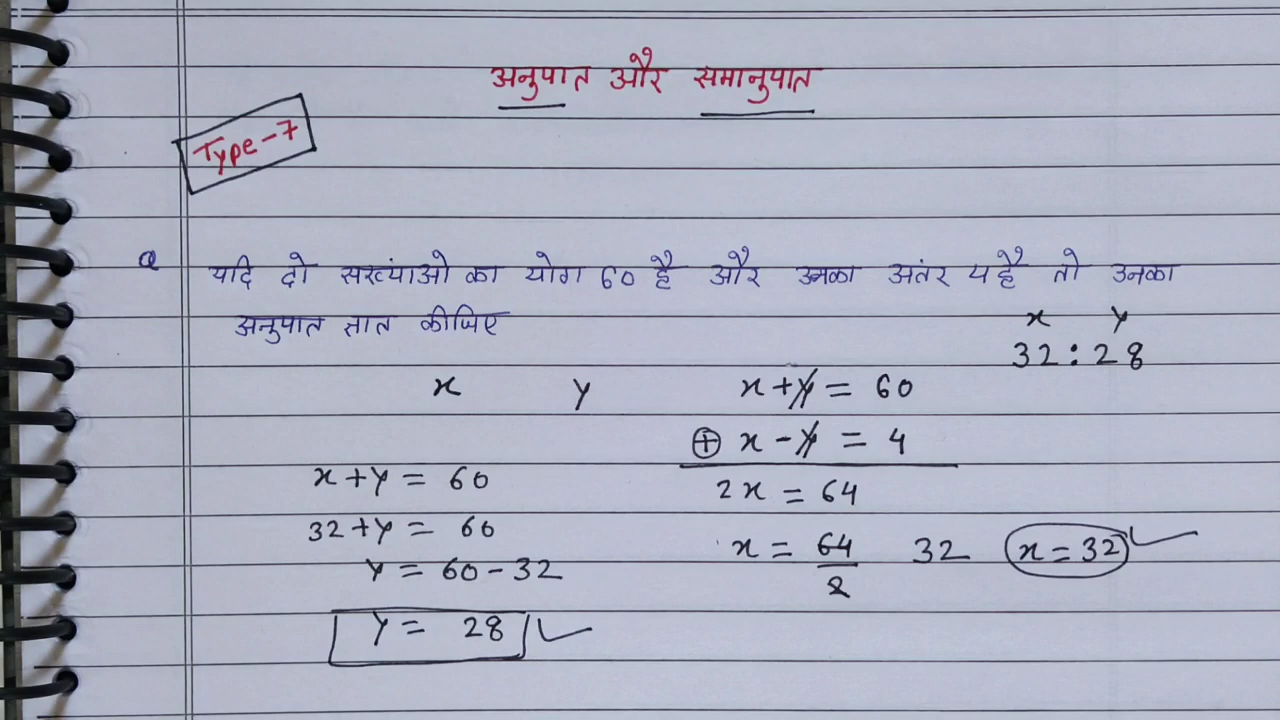 अनुपात और समानुपात
Type-7
Q यदि दो सख्यांओ का योग 60 है और उनका अंतर 4 है तो उनका
अनुपात ज्ञात कीजिए
x y
32 : 28
x y
x + y = 60
⊕ x - y = 4
2x = 64
x = 64/2 32 x = 32 ✓
x + y = 60
32 + y = 60
y = 60 - 32
y = 28 ✓